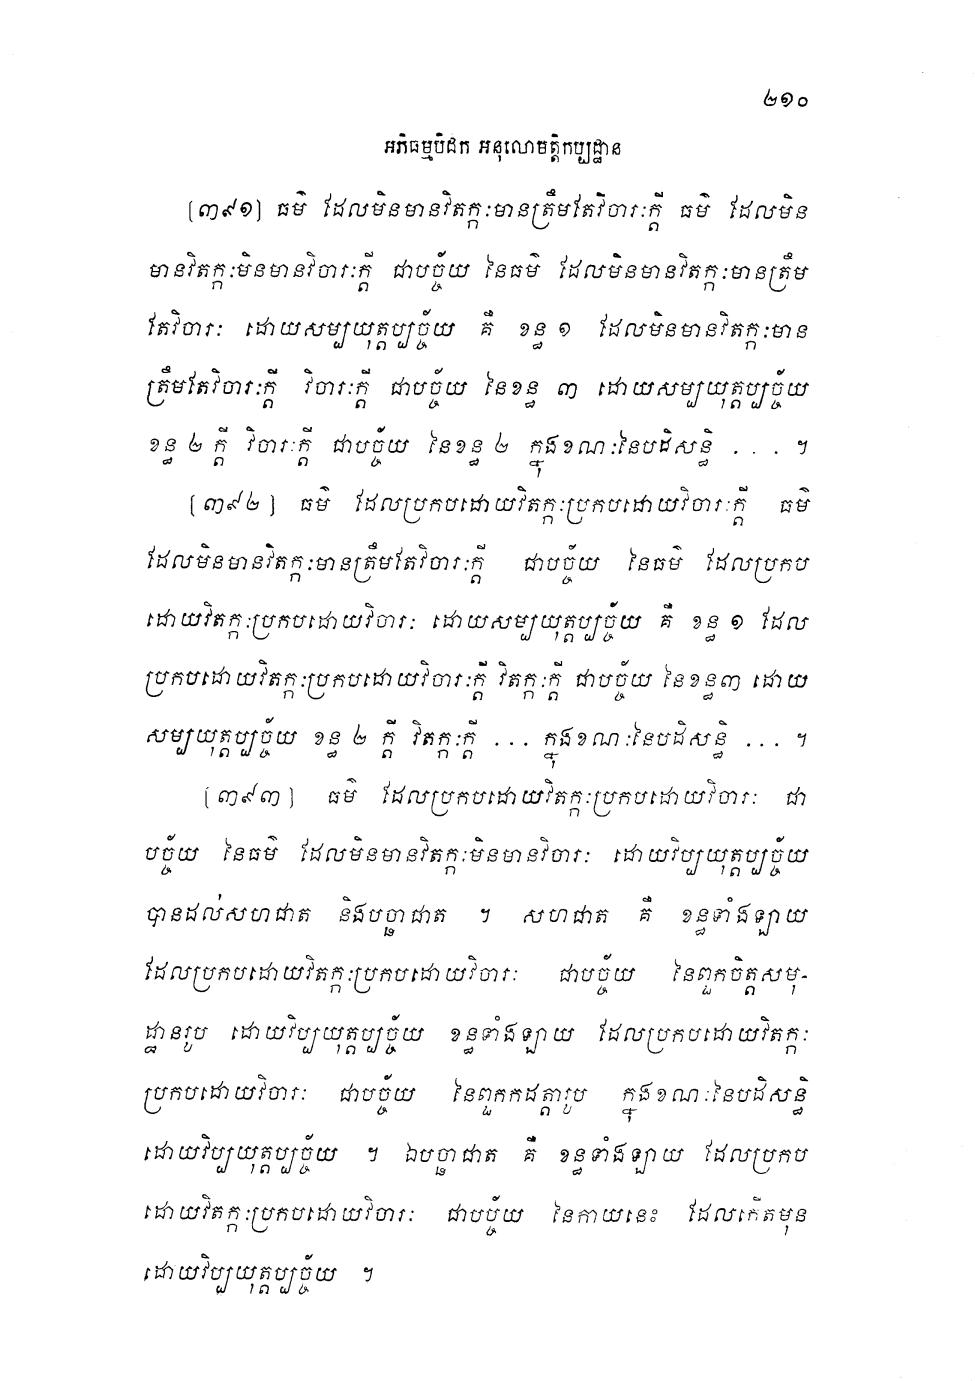 ២១០
អភិធម្មបិដក អនុលោមត្តិកប្បដ្ឋាន
[៣៩១] ធម៌ ដែលមិនមានវិតក្កៈមានត្រឹមតែវិចារៈក្តី ធម៌ ដែលមិន
មានវិតក្កៈមិនមានវិចារៈក្តី ជាបច្ច័យ នៃធម៌ ដែលមិនមានវិតក្កៈមានត្រឹម
តែវិចារៈ ដោយសម្បយុត្តប្បច្ច័យ គឺ ខន្ធ ១ ដែលមិនមានវិតក្កៈមាន
ត្រឹមតែវិចារៈក្តី វិចារៈក្តី ជាបច្ច័យ នៃខន្ធ ៣ ដោយសម្បយុត្តប្បច្ច័យ
ខន្ធ ២ ក្តី វិចារៈក្តី ជាបច្ច័យ នៃខន្ធ ២ ក្នុងខណៈនៃបដិសន្ធិ . . . ។
[៣៩២] ធម៌ ដែលប្រកបដោយវិតក្កៈប្រកបដោយវិចារៈក្តី ធម៌
ដែលមិនមានវិតក្កៈមានត្រឹមតែវិចារៈក្តី ជាបច្ច័យ នៃធម៌ ដែលប្រកប
ដោយវិតក្កៈប្រកបដោយវិចារៈ ដោយសម្បយុត្តប្បច្ច័យ គឺ ខន្ធ ១ ដែល
ប្រកបដោយវិតក្កៈប្រកបដោយវិចារៈក្តី វិតក្កៈក្តី ជាបច្ច័យ នៃខន្ធ៣ ដោយ
សម្បយុត្តប្បច្ច័យ ខន្ធ ២ ក្តី វិតក្កៈក្តី ... ក្នុងខណៈនៃបដិសន្ធិ ... ។
[៣៩៣] ធម៌ ដែលប្រកបដោយវិតក្កៈប្រកបដោយវិចារៈ ជា
បច្ច័យ នៃធម៌ ដែលមិនមានវិតក្កៈមិនមានវិចារៈ ដោយវិប្បយុត្តប្បច្ច័យ
បានដល់សហជាត និងបច្ឆាជាត ។ សហជាត គឺ ខន្ធទាំងឡាយ
ដែលប្រកបដោយវិតក្កៈប្រកបដោយវិចារៈ ជាបច្ច័យ នៃពួកចិត្តសមុ-
ដ្ឋានរូប ដោយវិប្បយុត្តប្បច្ច័យ ខន្ធទាំងឡាយ ដែលប្រកបដោយវិតក្កៈ
ប្រកបដោយវិចារៈ ជាបច្ច័យ នៃពួកកដត្តារូប ក្នុងខណៈនៃបដិសន្ធិ
ដោយវិប្បយុត្តប្បច្ច័យ ។ ឯបច្ឆាជាត គឺ ខន្ធទាំងឡាយ ដែលប្រកប
ដោយវិតក្កៈប្រកបដោយវិចារៈ ជាបច្ច័យ នៃកាយនេះ ដែលកើតមុន
ដោយវិប្បយុត្តប្បច្ច័យ ។